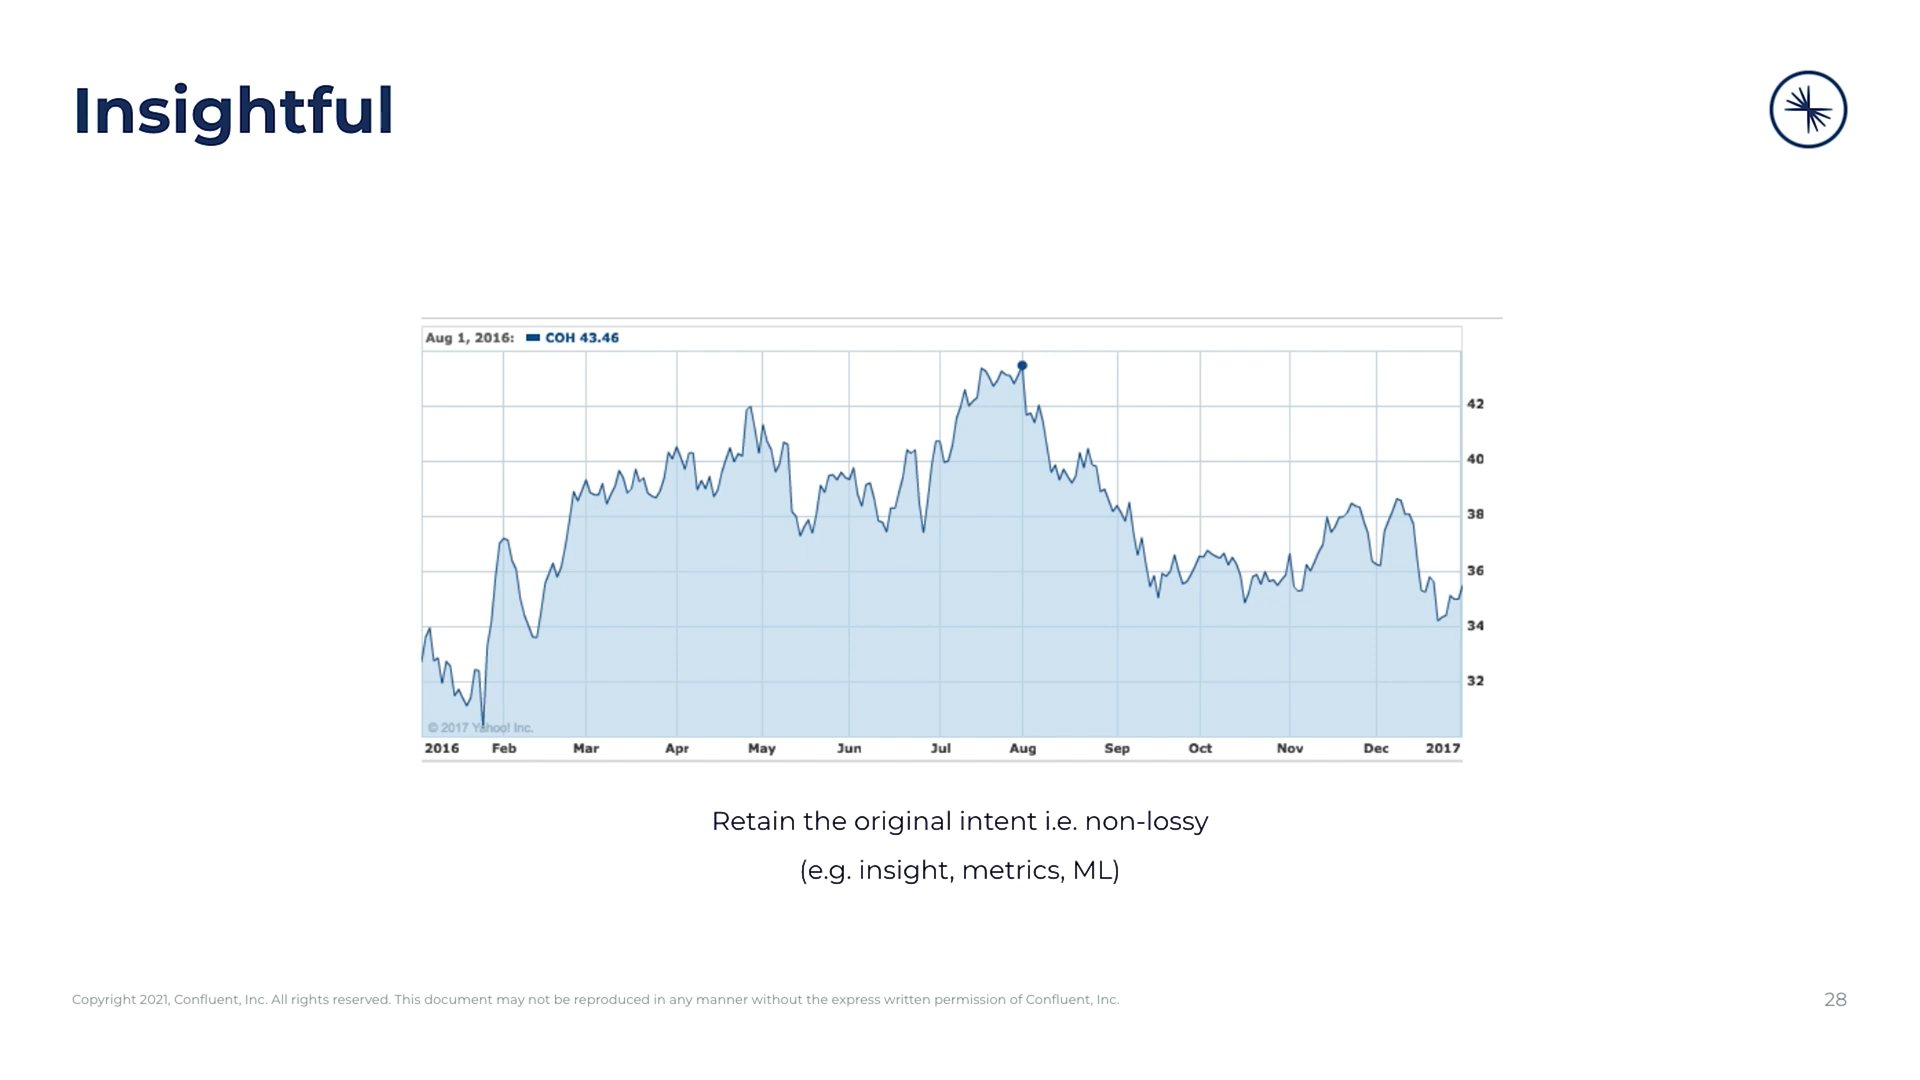 Insightful
Aug 1, 2016: COH 43.46
42
40
38
36
34
32
© 2017 Yahoo! Inc.
2016 Feb Mar Apr May Jun Jul Aug Sep Oct Nov Dec 2017
Retain the original intent i.e. non-lossy
(e.g. insight, metrics, ML)
Copyright 2021, Confluent, Inc. All rights reserved. This document may not be reproduced in any manner without the express written permission of Confluent, Inc.
28